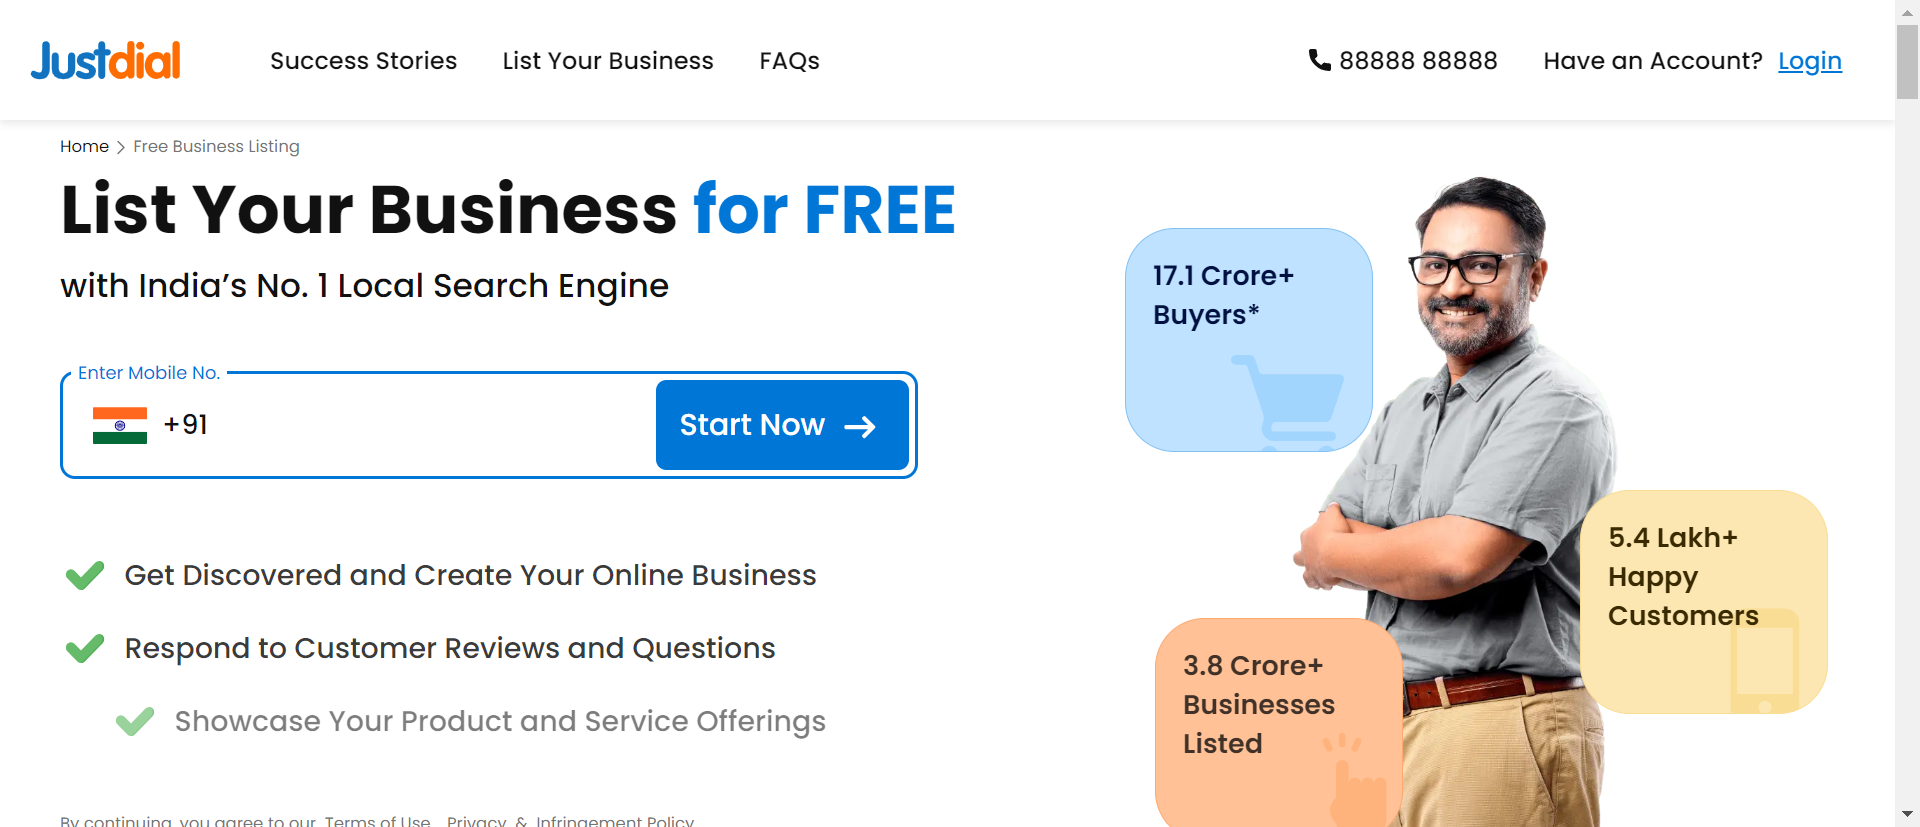 Justdial
Success Stories
List Your Business
FAQs
88888 88888
Have an Account? Login
Home > Free Business Listing
List Your Business for FREE
with India’s No. 1 Local Search Engine
Enter Mobile No.
+91
Start Now →
Get Discovered and Create Your Online Business
Respond to Customer Reviews and Questions
Showcase Your Product and Service Offerings
By continuing, you agree to our Terms of Use, Privacy & Infringement Policy
17.1 Crore+
Buyers*
5.4 Lakh+
Happy
Customers
3.8 Crore+
Businesses
Listed